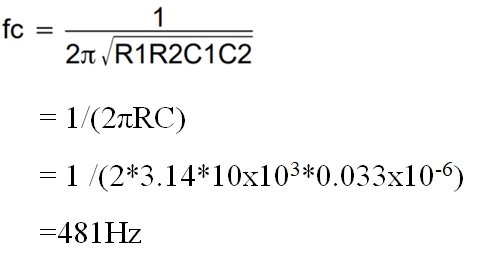 fc = 1 / 2π√R1R2C1C2
= 1/(2πRC)
= 1 /(2*3.14*10x10³*0.033x10⁻⁶)
=481Hz